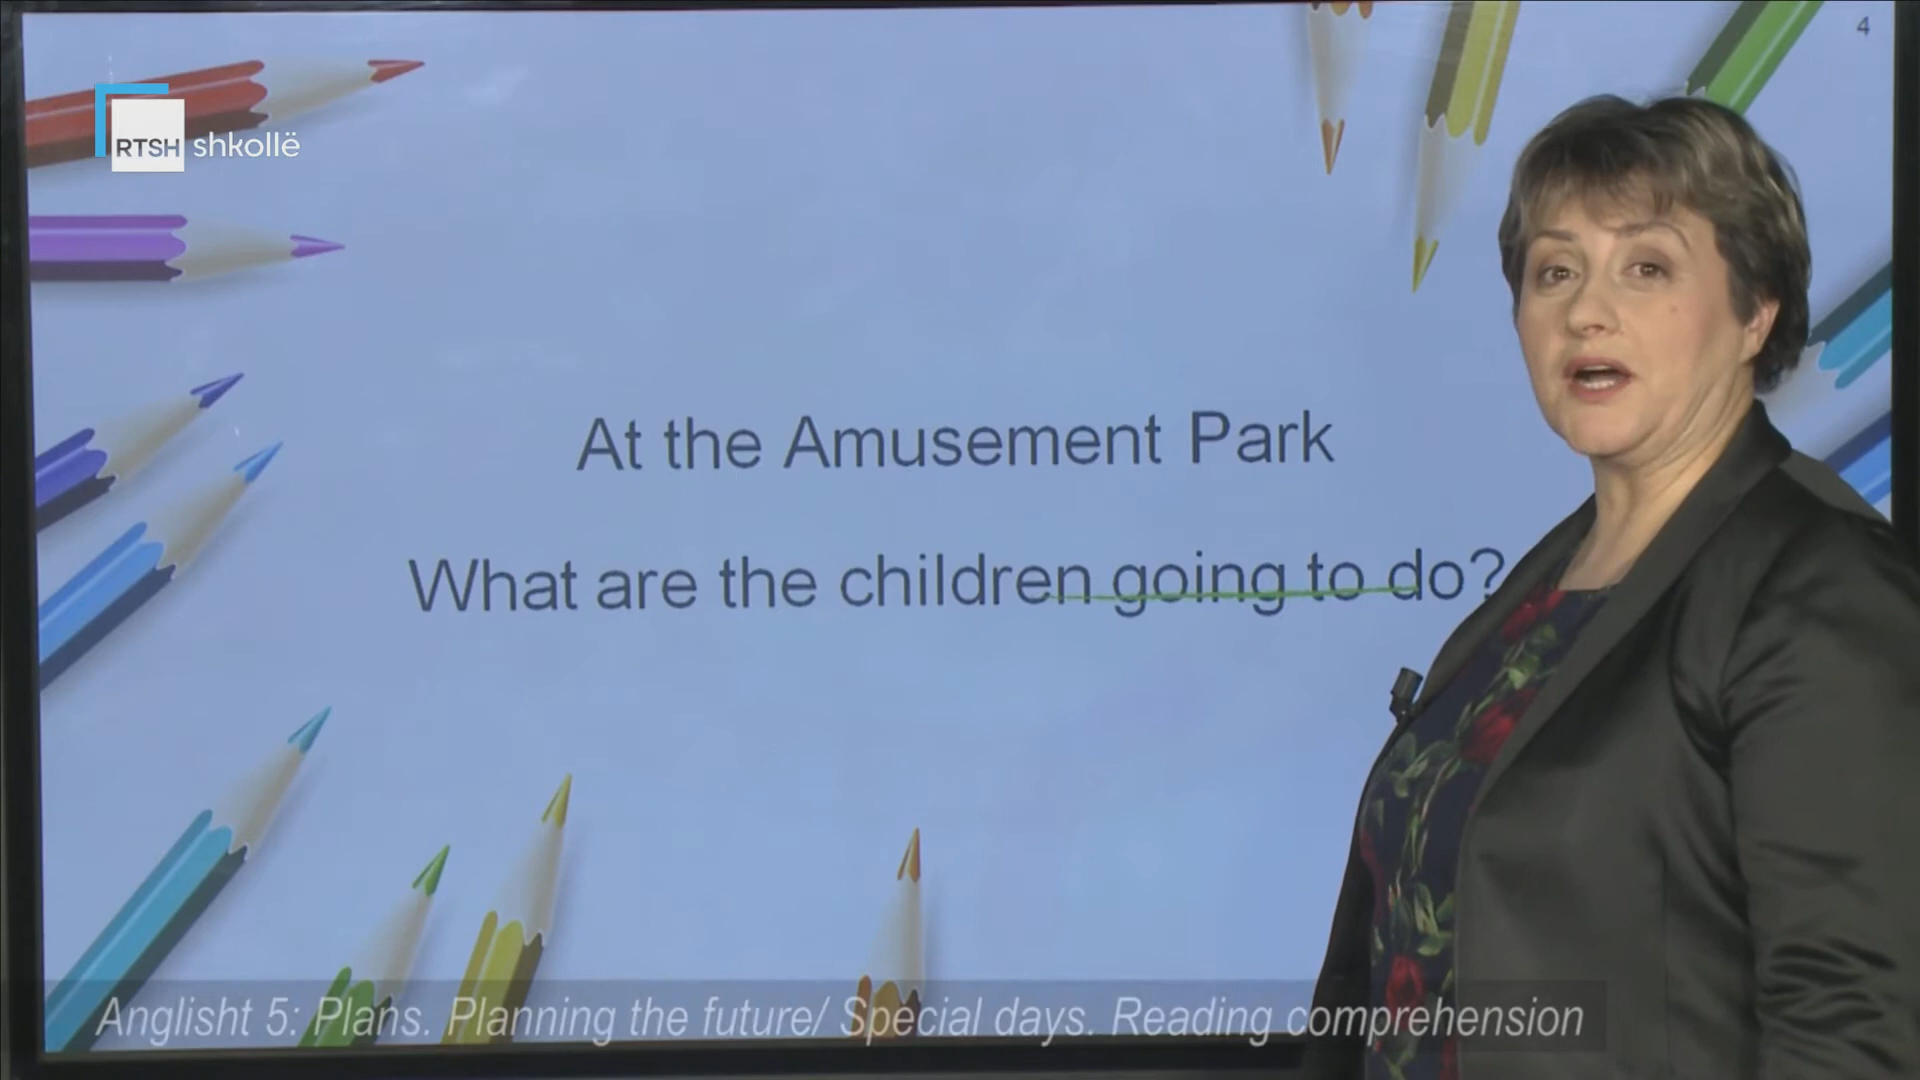 4
RTSH shkollë
At the Amusement Park
What are the children going to do?
Anglisht 5: Plans. Planning the future/ Special days. Reading comprehension